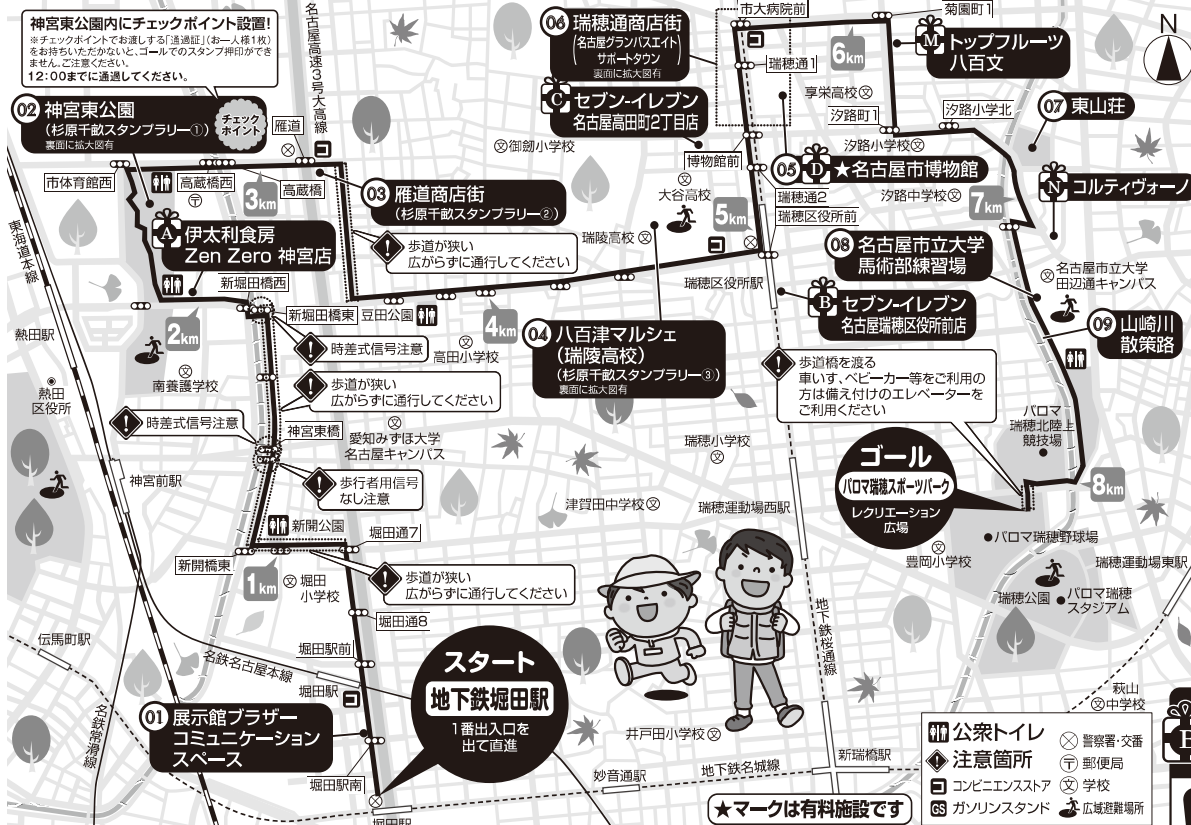 神宮東公園内にチェックポイント設置!
※チェックポイントでお渡しする「通過証」(お一人様1枚)
をお持ちいただかないと、ゴールでのスタンプ押印ができ
ません。ご注意ください。
12:00までに通過してください。
02 神宮東公園
(杉原千畝スタンプラリー①)
裏面に拡大図有
チェック
ポイント
名古屋高速3号大高線
雁道
市体育館西
高蔵橋西
高蔵橋
3km
03 雁道商店街
(杉原千畝スタンプラリー②)
歩道が狭い
広がらずに通行してください
A 伊太利食房
Zen Zero 神宮店
新堀田橋西
新堀田橋東
豆田公園
2km
時差式信号注意
歩道が狭い
広がらずに通行してください
時差式信号注意
神宮東橋
歩行者用信号
なし注意
東海道本線
熱田駅
熱田
区役所
南養護学校
神宮前駅
愛知みずほ大学
名古屋キャンパス
高田小学校
4km
新開公園
新開橋東
堀田通7
1km
堀田
小学校
歩道が狭い
広がらずに通行してください
堀田通8
堀田駅前
堀田駅
伝馬町駅
名鉄名古屋本線
名鉄常滑線
01 展示館ブラザー
コミュニケーション
スペース
堀田駅南
堀田駅
スタート
地下鉄堀田駅
1番出入口を
出て直進
06 瑞穂通商店街
(名古屋グランパスエイト
サポートタウン)
裏面に拡大図有
C セブン-イレブン
名古屋高田町2丁目店
市大病院前
菊園町1
瑞穂通1
6km
M トップフルーツ
八百文
N
享栄高校
汐路町1
汐路小学北
07 東山荘
汐路小学校
御劔小学校
博物館前
05 D ★名古屋市博物館
大谷高校
瑞穂通2
瑞穂区役所前
汐路中学校
7km
N コルティヴォーノ
瑞陵高校
5km
瑞穂区役所駅
08 名古屋市立大学
馬術部練習場
名古屋市立大学
田辺通キャンパス
B セブン-イレブン
名古屋瑞穂区役所前店
04 八百津マルシェ
(瑞陵高校)
(杉原千畝スタンプラリー③)
裏面に拡大図有
09 山崎川
散策路
歩道橋を渡る
車いす、ベビーカー等をご利用の
方は備え付けのエレベーターを
ご利用ください
パロマ
瑞穂北陸上
競技場
瑞穂小学校
ゴール
パロマ瑞穂スポーツパーク
レクリエーション
広場
8km
津賀田中学校
瑞穂運動場西駅
パロマ瑞穂野球場
豊岡小学校
瑞穂運動場東駅
瑞穂公園
パロマ瑞穂
スタジアム
地下鉄桜通線
井戸田小学校
萩山
中学校
新瑞橋駅
妙音通駅
地下鉄名城線
★マークは有料施設です
公衆トイレ
注意箇所
コンビニエンスストア
GS ガソリンスタンド
警察署・交番
郵便局
学校
広域避難場所